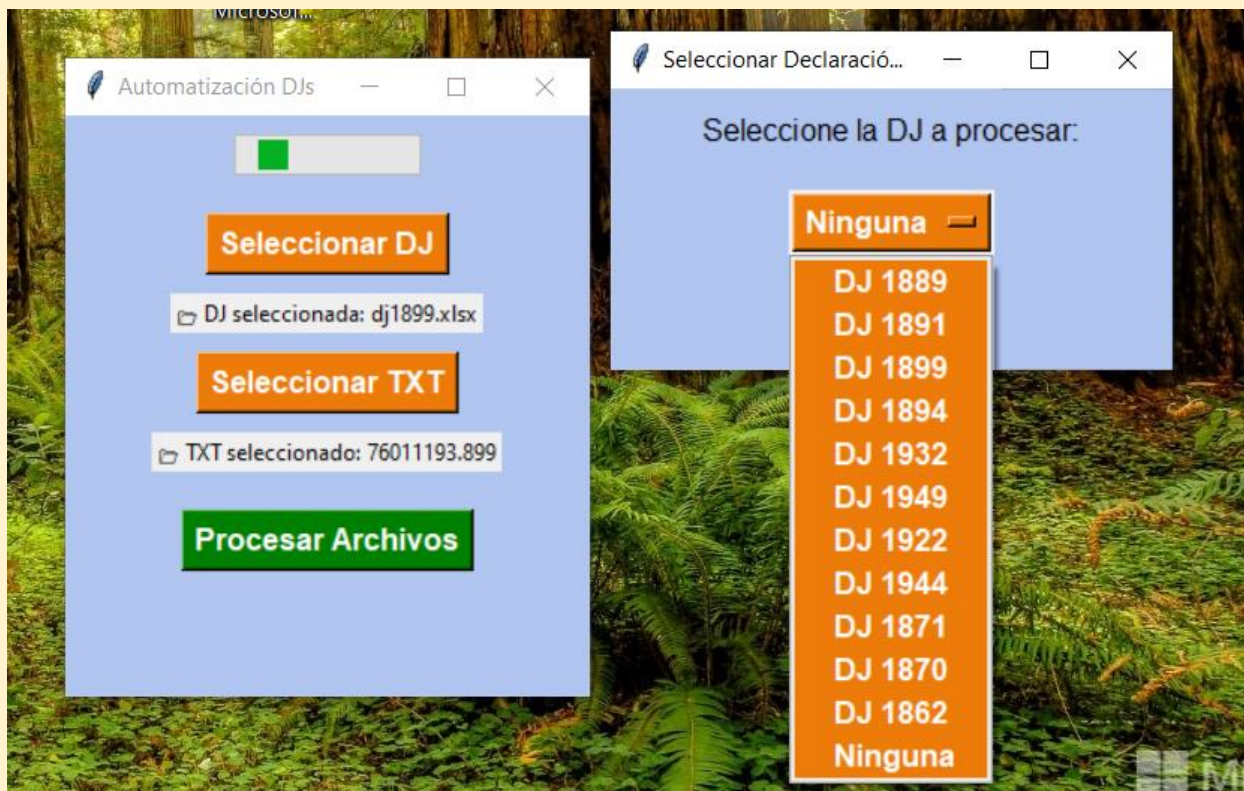 Microsof...
Automatización DJs
Seleccionar DJ
DJ seleccionada: dj1899.xlsx
Seleccionar TXT
TXT seleccionado: 76011193.899
Procesar Archivos
Seleccionar Declaració...
Seleccione la DJ a procesar:
Ninguna
DJ 1889
DJ 1891
DJ 1899
DJ 1894
DJ 1932
DJ 1949
DJ 1922
DJ 1944
DJ 1871
DJ 1870
DJ 1862
Ninguna